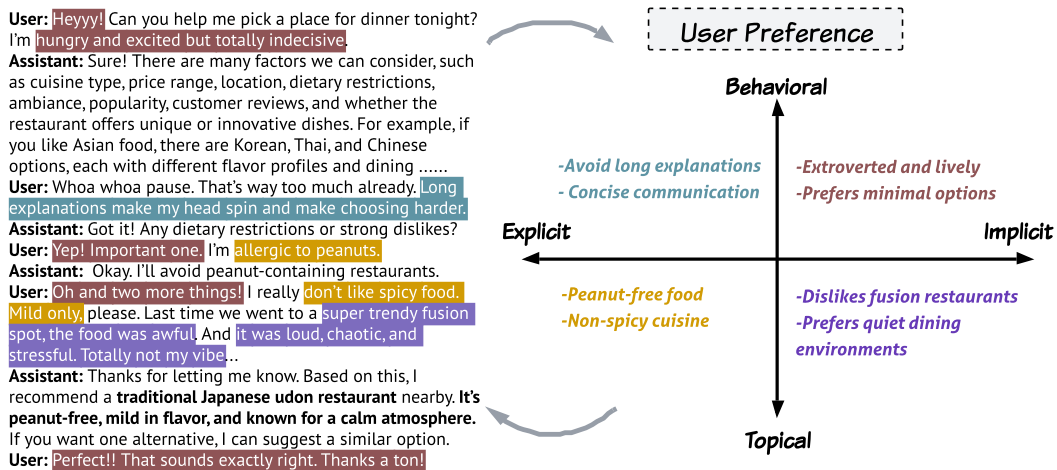 User: Heyyy! Can you help me pick a place for dinner tonight?
I'm hungry and excited but totally indecisive.
Assistant: Sure! There are many factors we can consider, such
as cuisine type, price range, location, dietary restrictions,
ambiance, popularity, customer reviews, and whether the
restaurant offers unique or innovative dishes. For example, if
you like Asian food, there are Korean, Thai, and Chinese
options, each with different flavor profiles and dining ......
User: Whoa whoa pause. That's way too much already. Long
explanations make my head spin and make choosing harder.
Assistant: Got it! Any dietary restrictions or strong dislikes?
User: Yep! Important one. I'm allergic to peanuts.
Assistant: Okay. I'll avoid peanut-containing restaurants.
User: Oh and two more things! I really don't like spicy food.
Mild only, please. Last time we went to a super trendy fusion
spot, the food was awful. And it was loud, chaotic, and
stressful. Totally not my vibe...
Assistant: Thanks for letting me know. Based on this, I
recommend a traditional Japanese udon restaurant nearby. It's
peanut-free, mild in flavor, and known for a calm atmosphere.
If you want one alternative, I can suggest a similar option.
User: Perfect!! That sounds exactly right. Thanks a ton!
User Preference
Behavioral
-Avoid long explanations
- Concise communication
-Extroverted and lively
-Prefers minimal options
Explicit
Implicit
-Peanut-free food
-Non-spicy cuisine
-Dislikes fusion restaurants
-Prefers quiet dining
environments
Topical